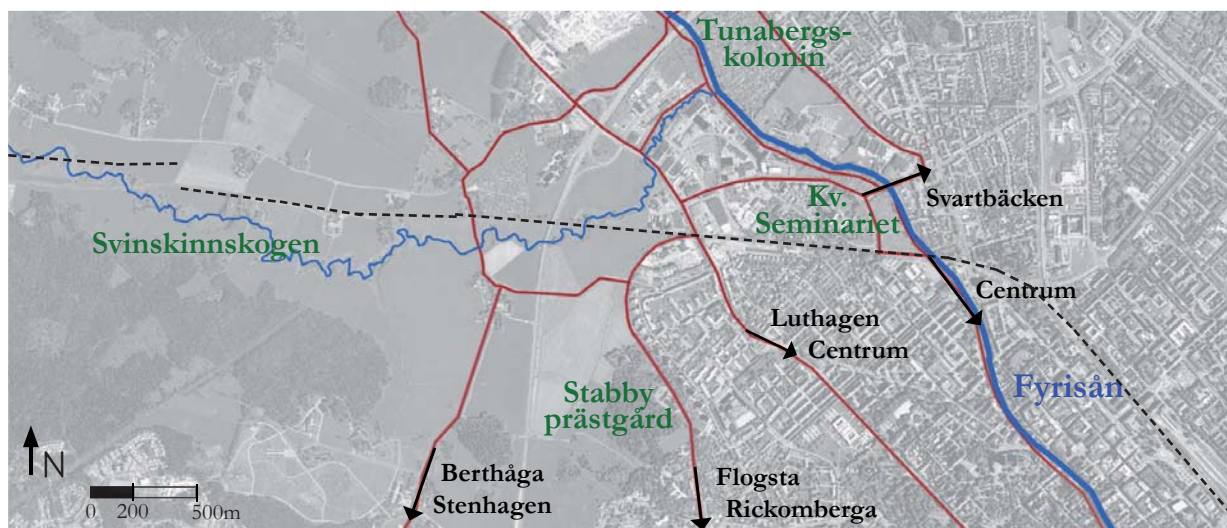 Tunabergs-
kolonin
Kv.
Seminariet
Svartbäcken
Svinskinnskogen
Centrum
Luthagen
Centrum
Fyrisån
Stabby
prästgård
N
Berthåga
Stenhagen
Flogsta
Rickomberga
0 200 500m